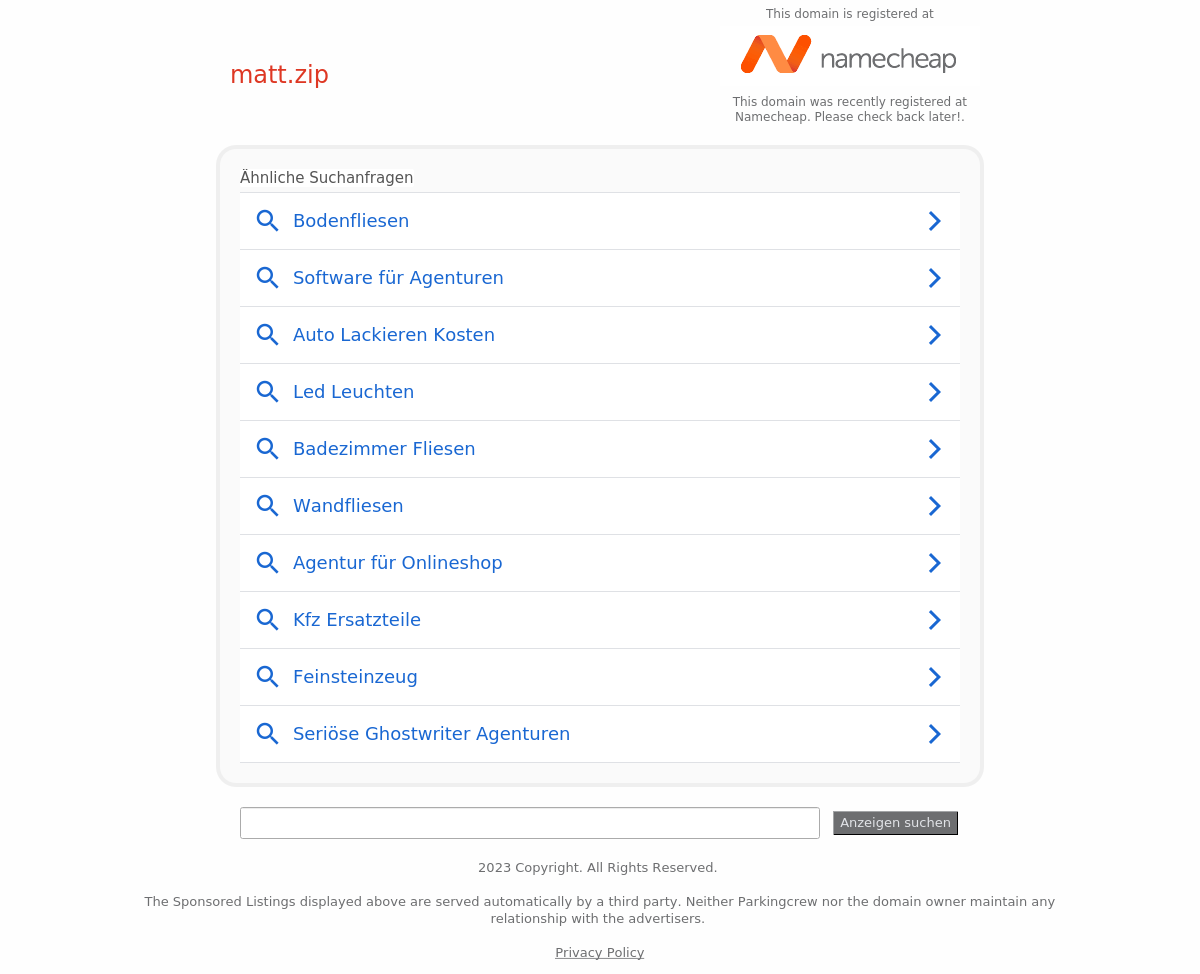 This domain is registered at
namecheap
matt.zip
This domain was recently registered at
Namecheap. Please check back later!.
Ähnliche Suchanfragen
Bodenfliesen
Software für Agenturen
Auto Lackieren Kosten
Led Leuchten
Badezimmer Fliesen
Wandfliesen
Agentur für Onlineshop
Kfz Ersatzteile
Feinsteinzeug
Seriöse Ghostwriter Agenturen
Anzeigen suchen
2023 Copyright. All Rights Reserved.
The Sponsored Listings displayed above are served automatically by a third party. Neither Parkingcrew nor the domain owner maintain any
relationship with the advertisers.
Privacy Policy